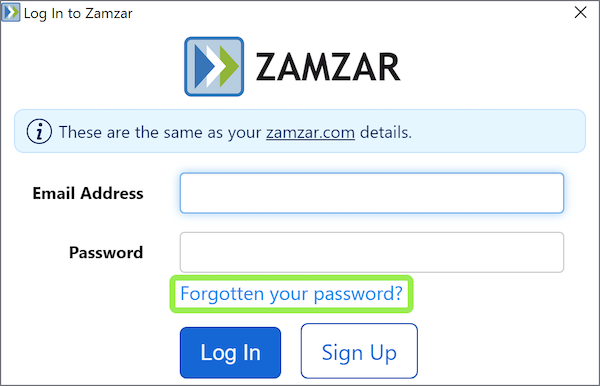 Log In to Zamzar
ZAMZAR
These are the same as your zamzar.com details.
Email Address
Password
Forgotten your password?
Log In
Sign Up